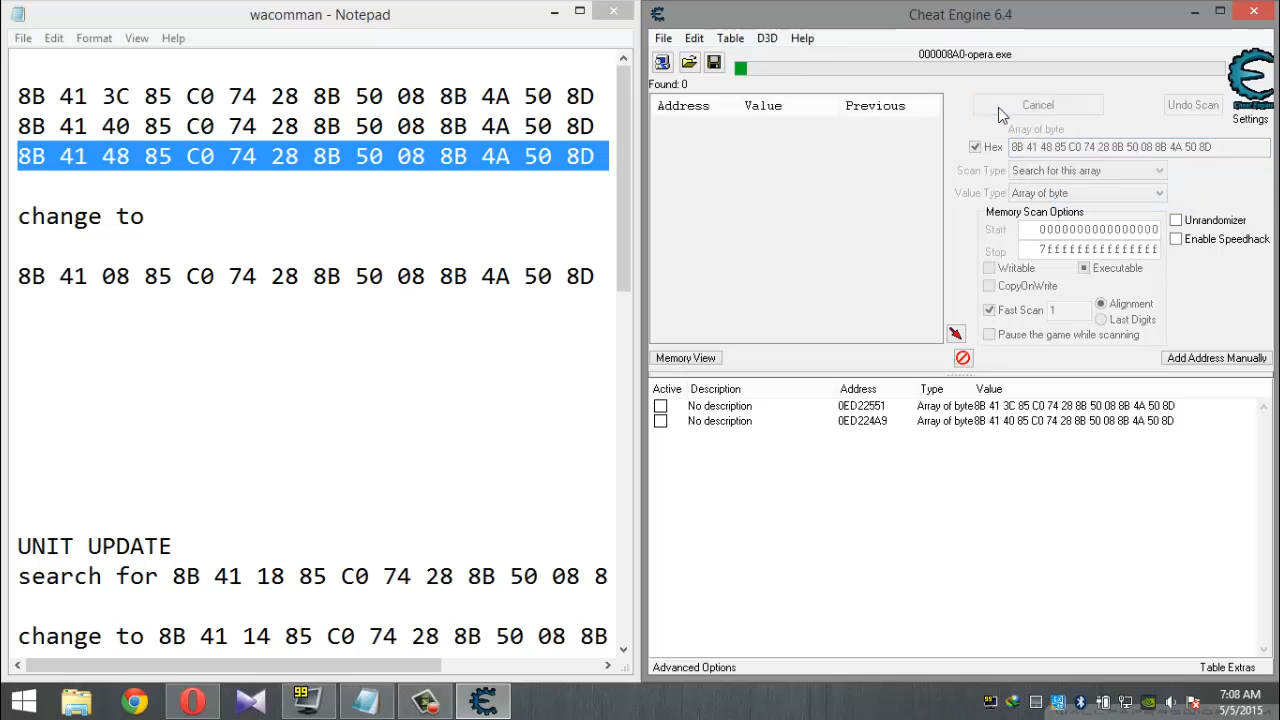 wacomman - Notepad
File Edit Format View Help
8B 41 3C 85 C0 74 28 8B 50 08 8B 4A 50 8D
8B 41 40 85 C0 74 28 8B 50 08 8B 4A 50 8D
8B 41 48 85 C0 74 28 8B 50 08 8B 4A 50 8D
change to
8B 41 08 85 C0 74 28 8B 50 08 8B 4A 50 8D
UNIT UPDATE
search for 8B 41 18 85 C0 74 28 8B 50 08 8
change to 8B 41 14 85 C0 74 28 8B 50 08 8B
Cheat Engine 6.4
File Edit Table D3D Help
000008A0-opera.exe
Found: 0
Address Value Previous
Cancel Undo Scan
Cheat Engine
Settings
Array of byte
Hex 8B 41 48 85 C0 74 28 8B 50 08 8B 4A 50 8D
Scan Type Search for this array
Value Type Array of byte
Memory Scan Options
Start 0000000000000000
Stop 7fffffffffffffff
Writable Executable
CopyOnWrite
Fast Scan 1 Alignment
Last Digits
Pause the game while scanning
Unrandomizer
Enable Speedhack
Memory View Add Address Manually
Active Description Address Type Value
No description 0ED22551 Array of byte 8B 41 3C 85 C0 74 28 8B 50 08 8B 4A 50 8D
No description 0ED224A9 Array of byte 8B 41 40 85 C0 74 28 8B 50 08 8B 4A 50 8D
Advanced Options Table Extras
99
99
7:08 AM
5/5/2015